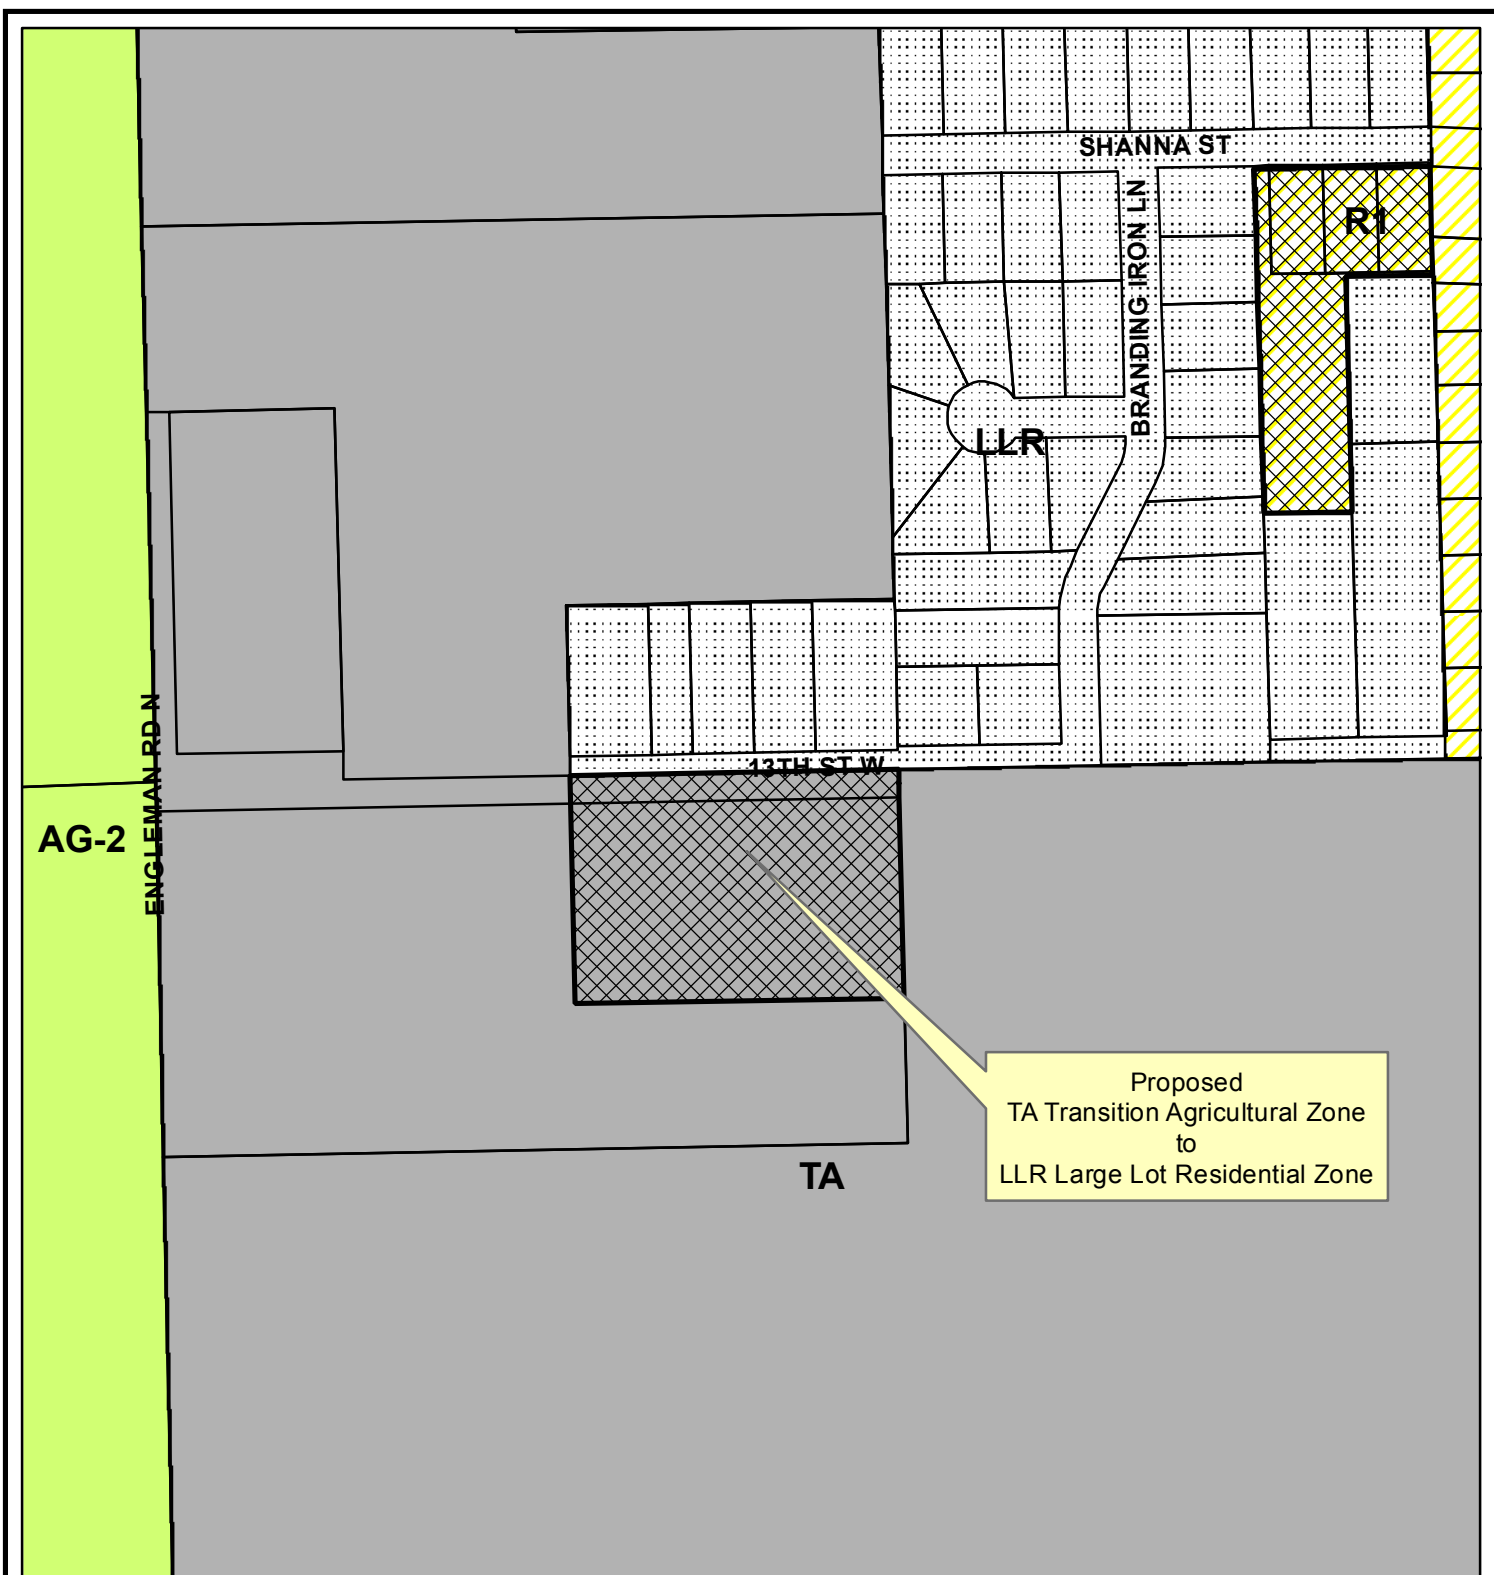 SHANNA ST
R1
BRANDING IRON LN
LLR
13TH ST W
ENGLEMAN RD N
AG-2
Proposed
TA Transition Agricultural Zone
to
LLR Large Lot Residential Zone
TA